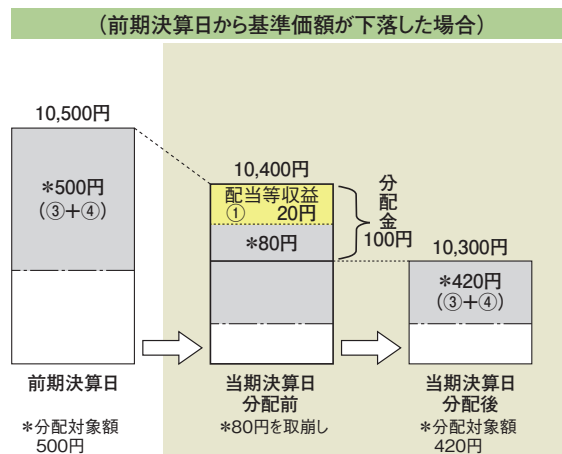 (前期決算日から基準価額が下落した場合)
10,500円
*500円
(③+④)
10,400円
配当等収益
① 20円
*80円
分配金
100円
10,300円
*420円
(③+④)
前期決算日
当期決算日
分配前
当期決算日
分配後
*分配対象額
500円
*80円を取崩し
*分配対象額
420円